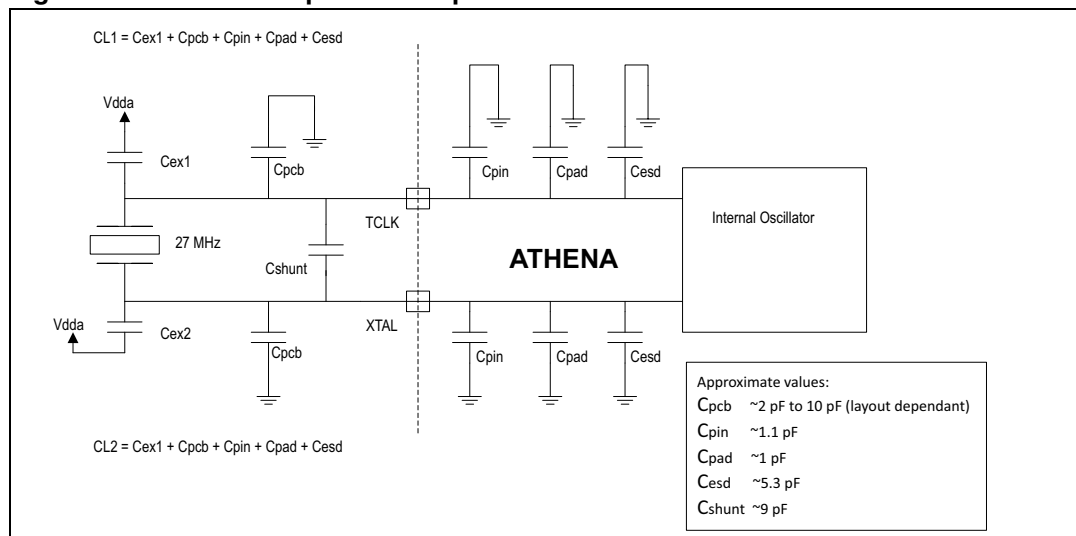 CL1 = Cex1 + Cpcb + Cpin + Cpad + Cesd
Vdda
Cex1
Cpcb
Cpin
Cpad
Cesd
TCLK
Internal Oscillator
27 MHz
Cshunt
ATHENA
Vdda
Cex2
Cpcb
XTAL
Cpin
Cpad
Cesd
CL2 = Cex1 + Cpcb + Cpin + Cpad + Cesd
Approximate values:
Cpcb ~2 pF to 10 pF (layout dependant)
Cpin ~1.1 pF
Cpad ~1 pF
Cesd ~5.3 pF
Cshunt ~9 pF